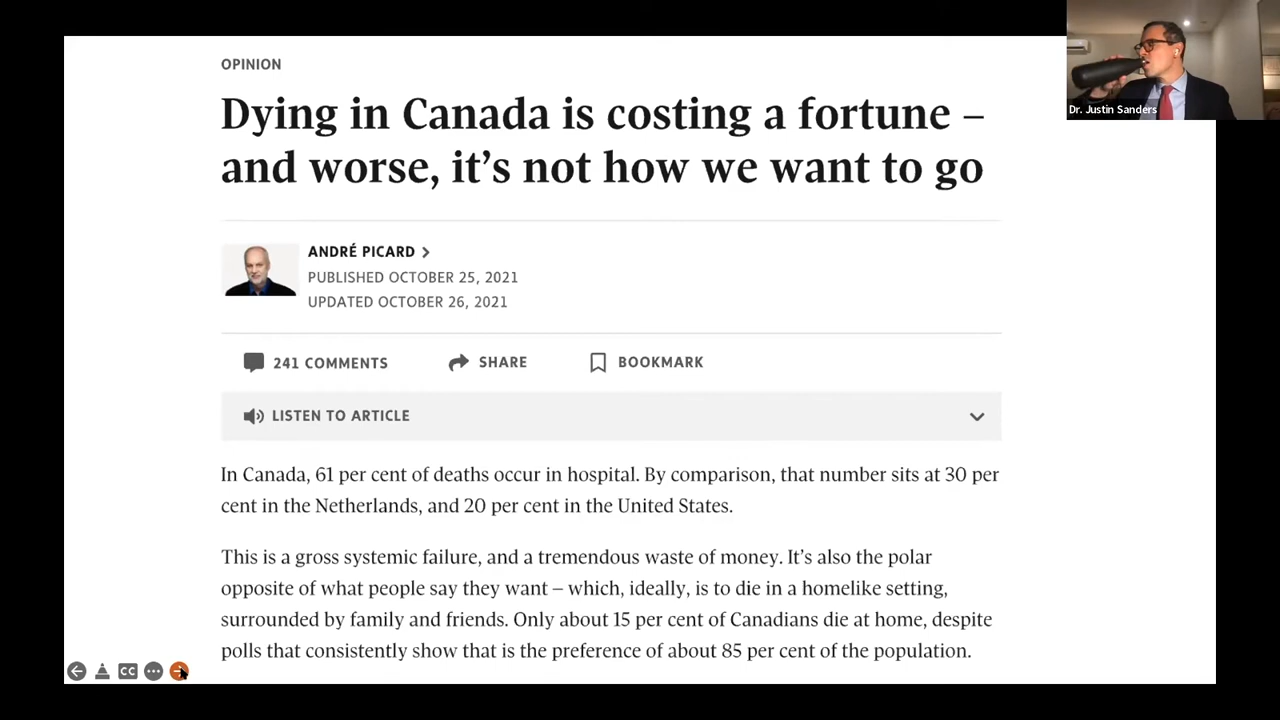 OPINION
Dying in Canada is costing a fortune –
and worse, it's not how we want to go
ANDRÉ PICARD
PUBLISHED OCTOBER 25, 2021
UPDATED OCTOBER 26, 2021
241 COMMENTS SHARE BOOKMARK
LISTEN TO ARTICLE
In Canada, 61 per cent of deaths occur in hospital. By comparison, that number sits at 30 per
cent in the Netherlands, and 20 per cent in the United States.
This is a gross systemic failure, and a tremendous waste of money. It's also the polar
opposite of what people say they want – which, ideally, is to die in a homelike setting,
surrounded by family and friends. Only about 15 per cent of Canadians die at home, despite
polls that consistently show that is the preference of about 85 per cent of the population.
CC
Dr. Justin Sanders